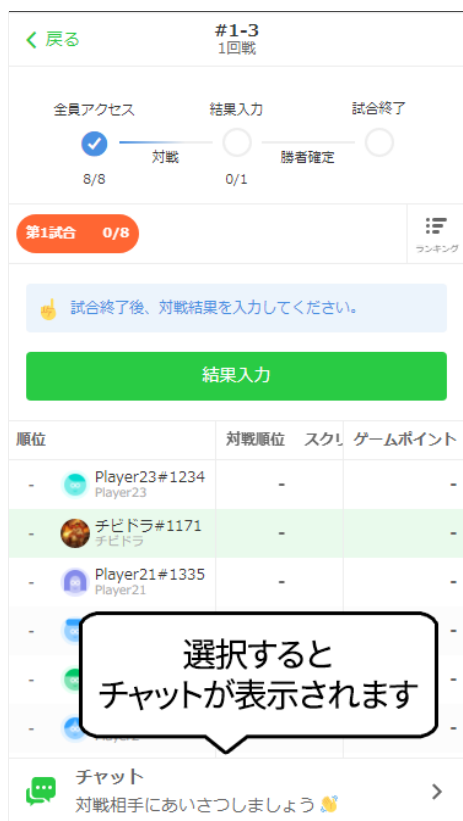 戻る
#1-3
1回戦
全員アクセス 結果入力 試合終了
対戦 勝者確定
8/8 0/1
第1試合 0/8
ランキング
試合終了後、対戦結果を入力してください。
結果入力
順位 対戦順位 スクリ ゲームポイント
- Player23#1234 - -
Player23
- チビドラ#1171 - -
チビドラ
- Player21#1335 - -
Player21
- -
- -
- -
選択すると
チャットが表示されます
チャット
対戦相手にあいさつしましょう